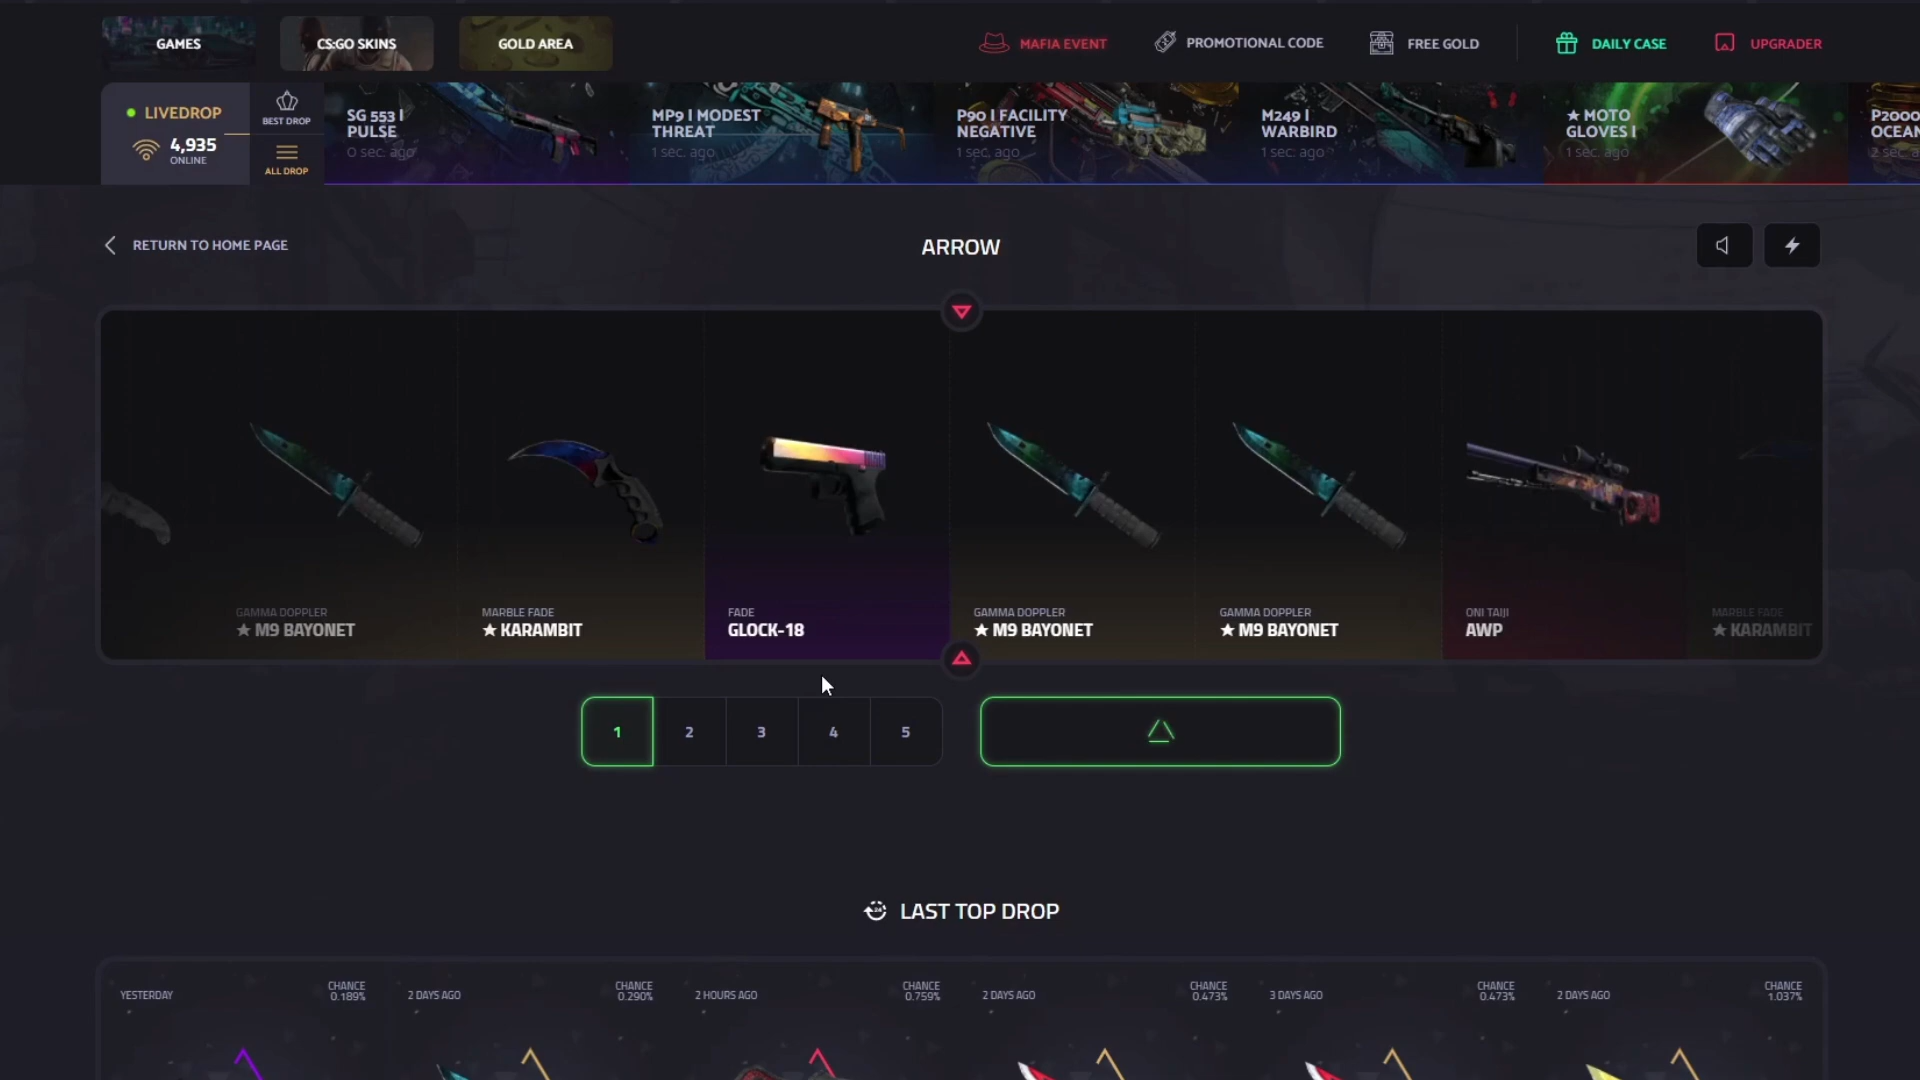 GAMES
CS:GO SKINS
GOLD AREA
MAFIA EVENT
PROMOTIONAL CODE
FREE GOLD
DAILY CASE
UPGRADER
LIVEDROP
4,935
ONLINE
BEST DROP
ALL DROP
SG 553 |
PULSE
0 sec. ago
MP9 | MODEST
THREAT
1 sec. ago
P90 | FACILITY
NEGATIVE
1 sec. ago
M249 |
WARBIRD
1 sec. ago
★ MOTO
GLOVES |
1 sec. ago
P2000
OCEAN
2 sec. a
RETURN TO HOME PAGE
ARROW
GAMMA DOPPLER
★ M9 BAYONET
MARBLE FADE
★ KARAMBIT
FADE
GLOCK-18
GAMMA DOPPLER
★ M9 BAYONET
GAMMA DOPPLER
★ M9 BAYONET
ONI TAIJI
AWP
MARBLE FADE
★ KARAMBIT
1
2
3
4
5
LAST TOP DROP
YESTERDAY
CHANCE
0.189%
2 DAYS AGO
CHANCE
0.290%
2 HOURS AGO
CHANCE
0.759%
2 DAYS AGO
CHANCE
0.473%
3 DAYS AGO
CHANCE
0.473%
2 DAYS AGO
CHANCE
1.037%